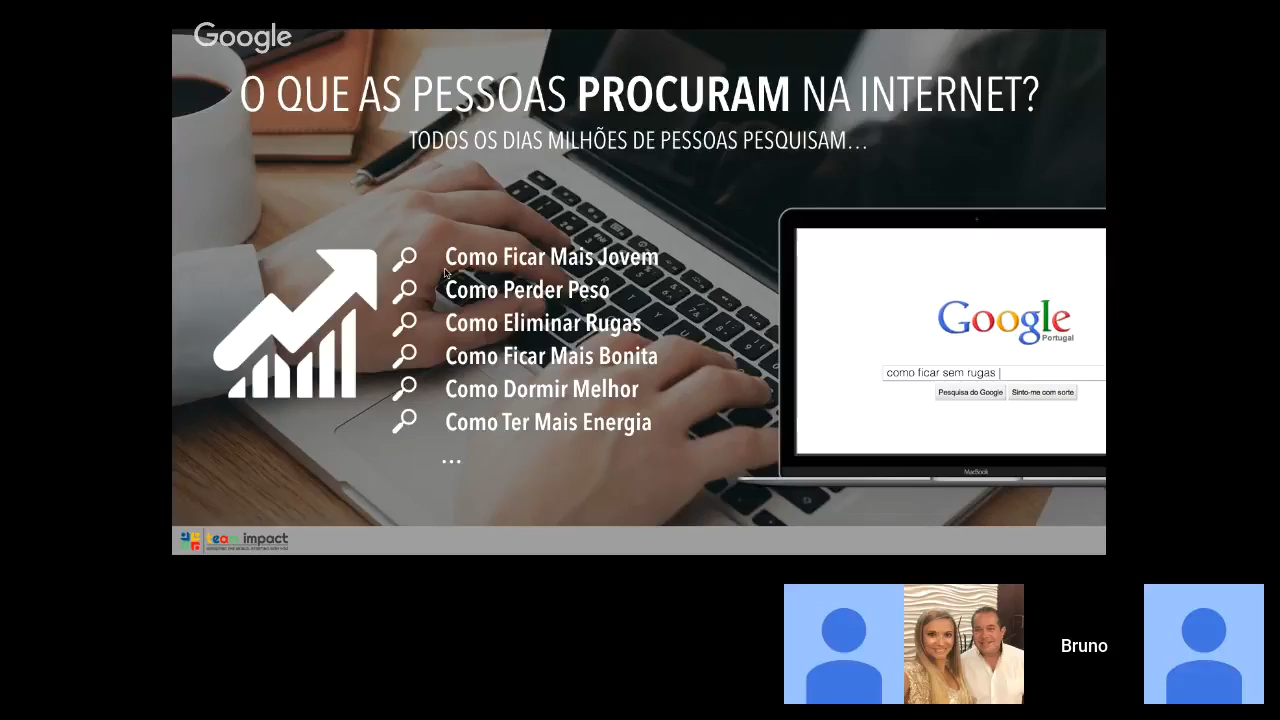 Google
O QUE AS PESSOAS PROCURAM NA INTERNET?
TODOS OS DIAS MILHÕES DE PESSOAS PESQUISAM...
Como Ficar Mais Jovem
Como Perder Peso
Como Eliminar Rugas
Como Ficar Mais Bonita
Como Dormir Melhor
Como Ter Mais Energia
...
Google
Portugal
como ficar sem rugas |
Pesquisa do Google Sinto-me com sorte
MacBook
team impact
Bruno